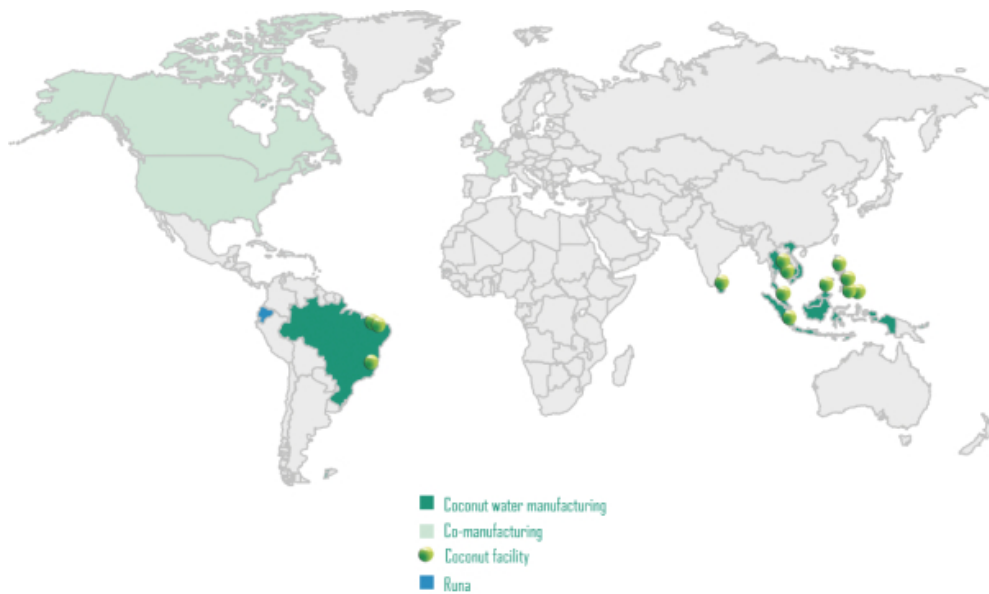 Coconut water manufacturing
Co-manufacturing
Coconut facility
Runa